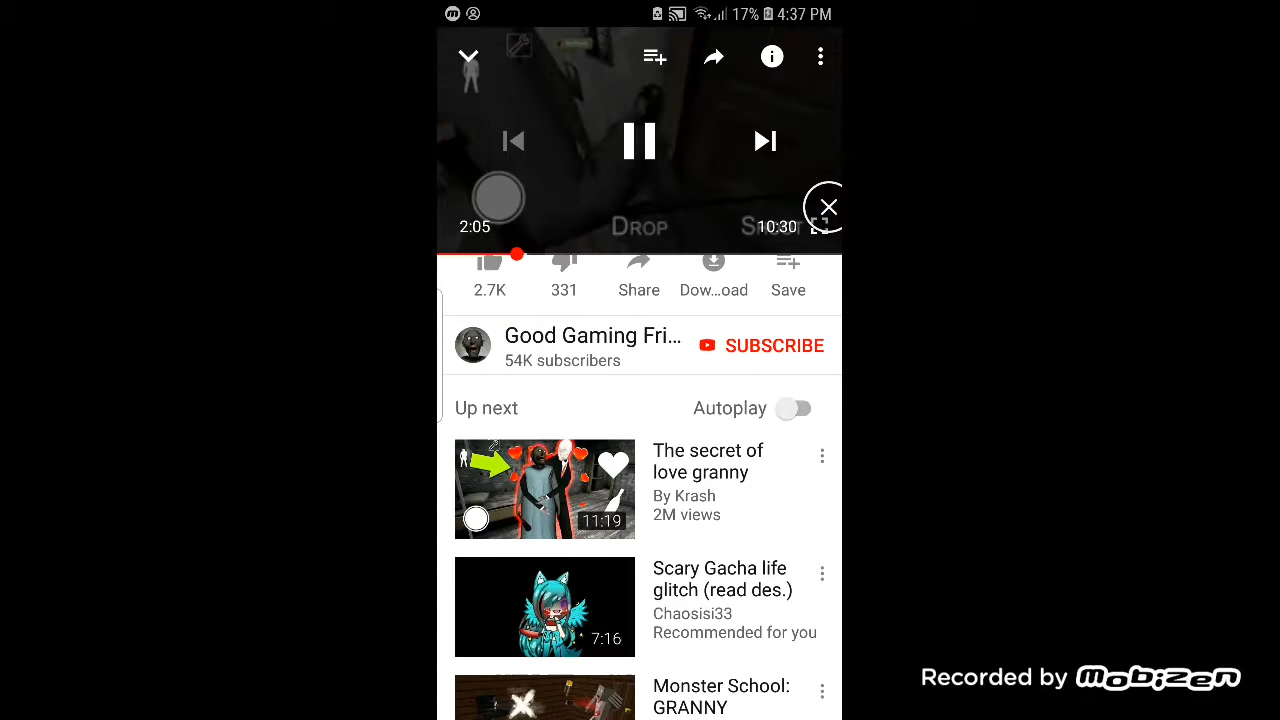 17% 4:37 PM
DROP
2:05 10:30
2.7K 331 Share Dow...oad Save
Good Gaming Fri...
SUBSCRIBE
54K subscribers
Up next Autoplay
The secret of
love granny
By Krash
2M views
11:19
Scary Gacha life
glitch (read des.)
Chaosisi33
Recommended for you
7:16
Monster School:
GRANNY
Recorded by mobizen